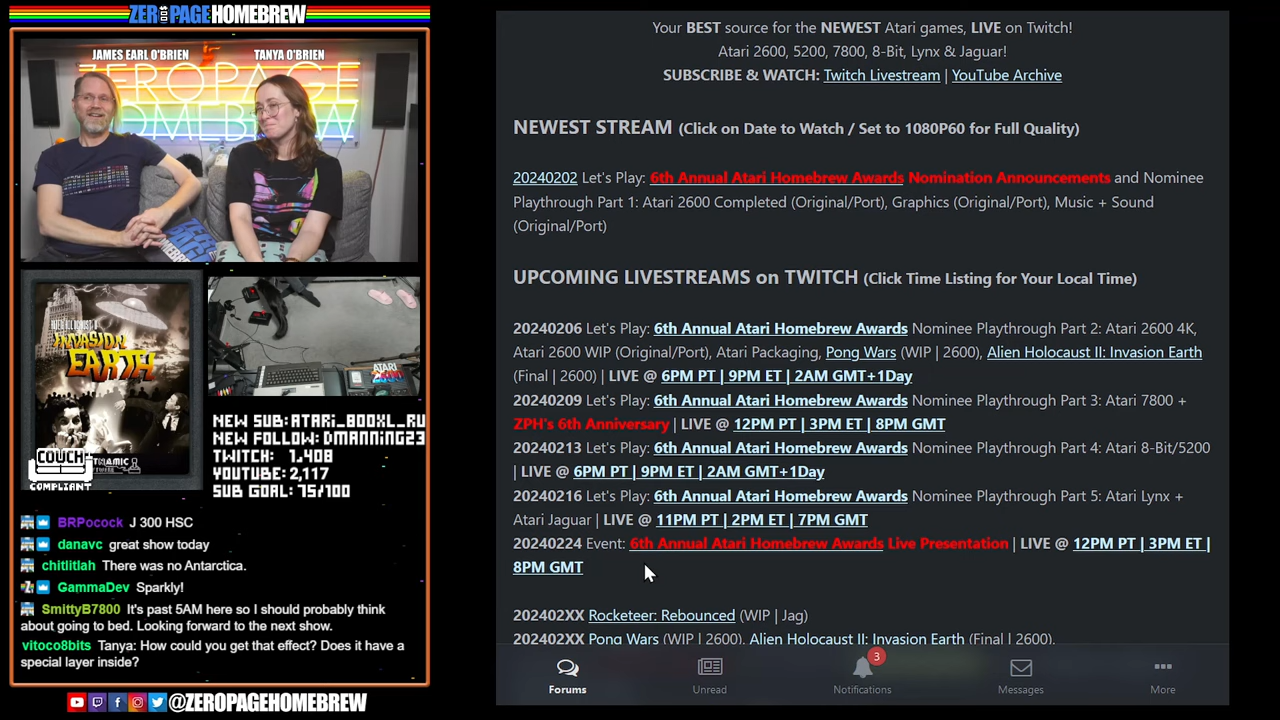 ZEROPAGEHOMEBREW
JAMES EARL O'BRIEN
TANYA O'BRIEN
ZEROPAGE
HOMEBREW
INVASION
EARTH
COUCH
COMPLIANT
ATARI
2600
NEW SUB:ATARI_800XL_RU
NEW FOLLOW:DMANNING23
TWITCH: 1,408
YOUTUBE: 2,117
SUB GOAL: 75/100
BRPocock J 300 HSC
danavc great show today
chitlitlah There was no Antarctica.
GammaDev Sparkly!
SmittyB7800 It's past 5AM here so I should probably think
about going to bed. Looking forward to the next show.
vitoco8bits Tanya: How could you get that effect? Does it have a
special layer inside?
@ZEROPAGEHOMEBREW
Your BEST source for the NEWEST Atari games, LIVE on Twitch!
Atari 2600, 5200, 7800, 8-Bit, Lynx & Jaguar!
SUBSCRIBE & WATCH: Twitch Livestream | YouTube Archive
NEWEST STREAM (Click on Date to Watch / Set to 1080P60 for Full Quality)
20240202 Let's Play: 6th Annual Atari Homebrew Awards Nomination Announcements and Nominee
Playthrough Part 1: Atari 2600 Completed (Original/Port), Graphics (Original/Port), Music + Sound
(Original/Port)
UPCOMING LIVESTREAMS on TWITCH (Click Time Listing for Your Local Time)
20240206 Let's Play: 6th Annual Atari Homebrew Awards Nominee Playthrough Part 2: Atari 2600 4K,
Atari 2600 WIP (Original/Port), Atari Packaging, Pong Wars (WIP | 2600), Alien Holocaust II: Invasion Earth
(Final | 2600) | LIVE @ 6PM PT | 9PM ET | 2AM GMT+1Day
20240209 Let's Play: 6th Annual Atari Homebrew Awards Nominee Playthrough Part 3: Atari 7800 +
ZPH's 6th Anniversary | LIVE @ 12PM PT | 3PM ET | 8PM GMT
20240213 Let's Play: 6th Annual Atari Homebrew Awards Nominee Playthrough Part 4: Atari 8-Bit/5200
| LIVE @ 6PM PT | 9PM ET | 2AM GMT+1Day
20240216 Let's Play: 6th Annual Atari Homebrew Awards Nominee Playthrough Part 5: Atari Lynx +
Atari Jaguar | LIVE @ 11PM PT | 2PM ET | 7PM GMT
20240224 Event: 6th Annual Atari Homebrew Awards Live Presentation | LIVE @ 12PM PT | 3PM ET |
8PM GMT
202402XX Rocketeer: Rebounced (WIP | Jag)
202402XX Pong Wars (WIP | 2600), Alien Holocaust II: Invasion Earth (Final | 2600),
3
Forums
Unread
Notifications
Messages
More